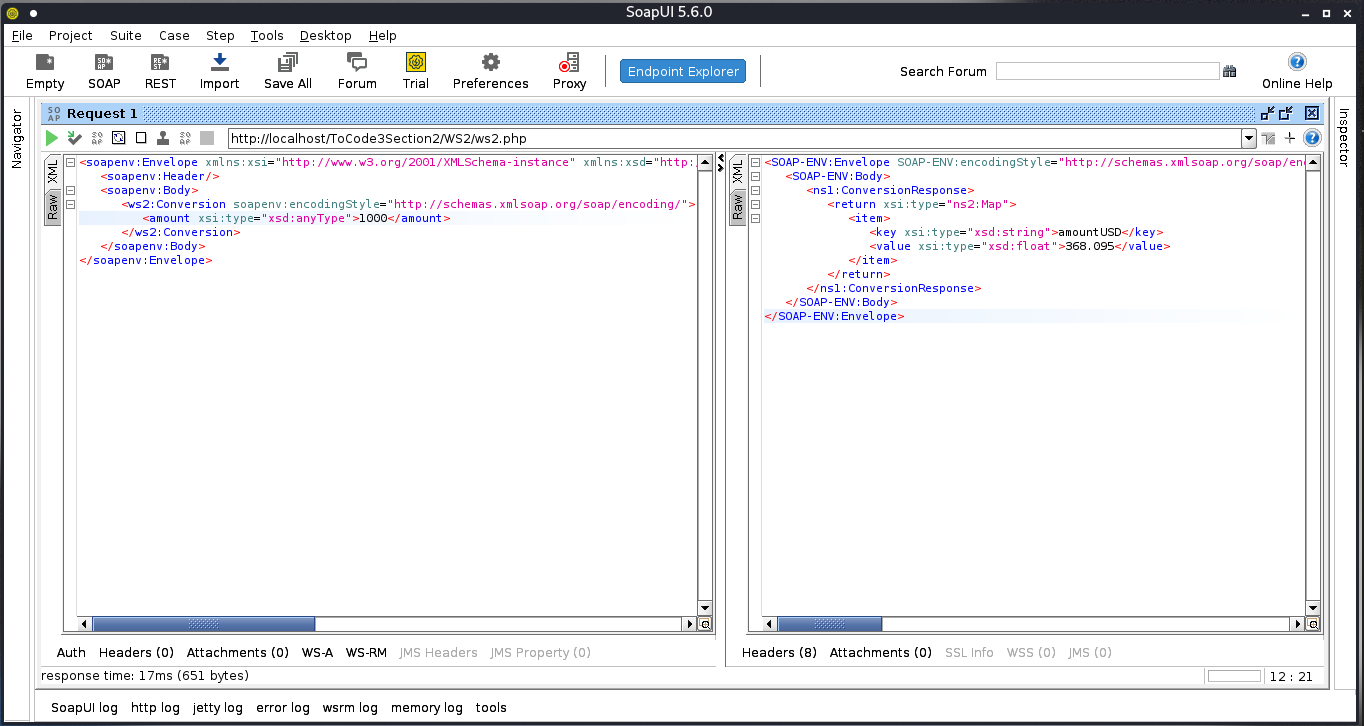 SoapUI 5.6.0
File Project Suite Case Step Tools Desktop Help
Empty SOAP REST Import Save All Forum Trial Preferences Proxy Endpoint Explorer Search Forum Online Help
Navigator
Inspector
SO AP Request 1
http://localhost/ToCode3Section2/WS2/ws2.php
XML
Raw
<soapenv:Envelope xmlns:xsi="http://www.w3.org/2001/XMLSchema-instance" xmlns:xsd="http:
<soapenv:Header/>
<soapenv:Body>
<ws2:Conversion soapenv:encodingStyle="http://schemas.xmlsoap.org/soap/encoding/">
<amount xsi:type="xsd:anyType">1000</amount>
</ws2:Conversion>
</soapenv:Body>
</soapenv:Envelope>
XML
Raw
<SOAP-ENV:Envelope SOAP-ENV:encodingStyle="http://schemas.xmlsoap.org/soap/en
<SOAP-ENV:Body>
<ns1:ConversionResponse>
<return xsi:type="ns2:Map">
<item>
<key xsi:type="xsd:string">amountUSD</key>
<value xsi:type="xsd:float">368.095</value>
</item>
</return>
</ns1:ConversionResponse>
</SOAP-ENV:Body>
</SOAP-ENV:Envelope>
Auth Headers (0) Attachments (0) WS-A WS-RM JMS Headers JMS Property (0)
Headers (8) Attachments (0) SSL Info WSS (0) JMS (0)
response time: 17ms (651 bytes)
12 : 21
SoapUI log http log jetty log error log wsrm log memory log tools